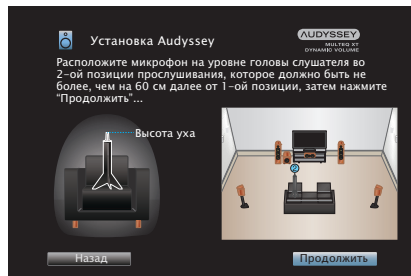 Установка Audyssey
AUDYSSEY
MULTEQ XT
DYNAMIC VOLUME
Расположите микрофон на уровне головы слушателя во
2-ой позиции прослушивания, которое должно быть не
более, чем на 60 см далее от 1-ой позиции, затем нажмите
"Продолжить"...
Высота уха
2
Назад
Продолжить